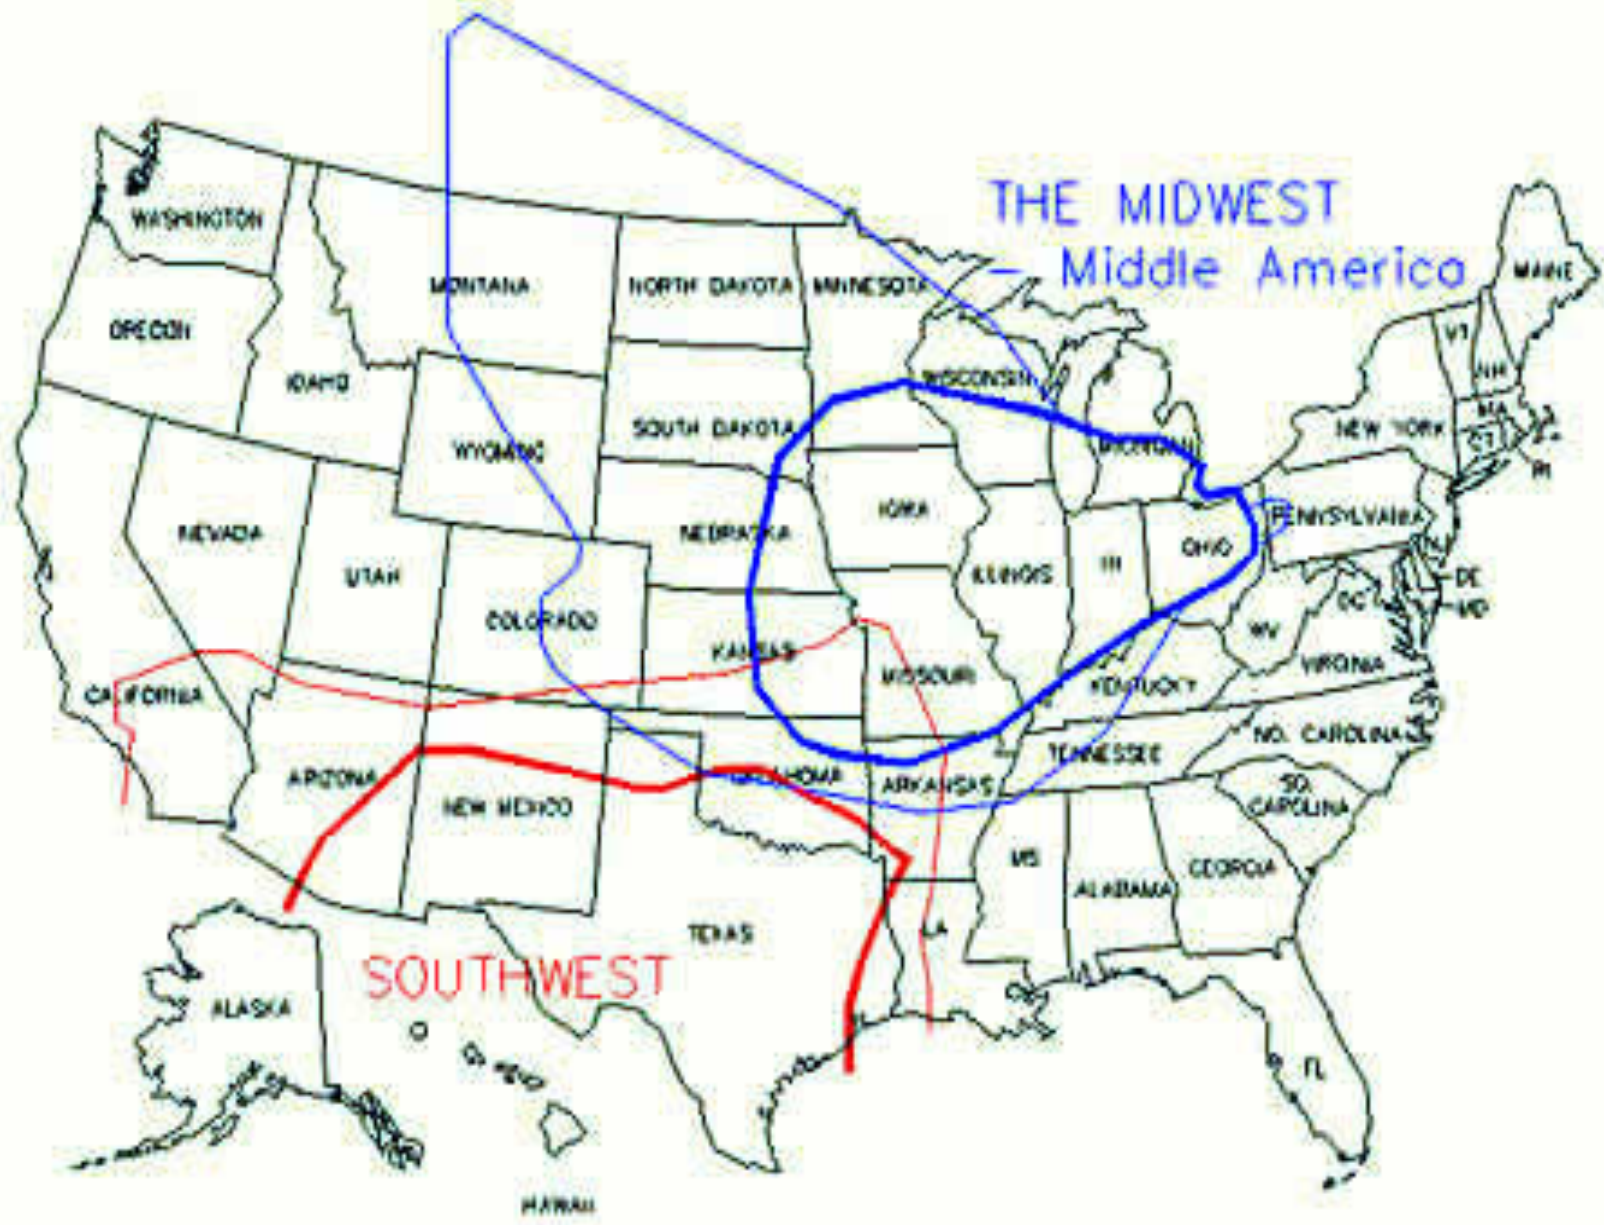 THE MIDWEST
- Middle America
WASHINGTON
MONTANA
NORTH DAKOTA
MINNESOTA
MAINE
OREGON
VT
NH
IDAHO
WISCONSIN
MA
NEW YORK
CT
RI
SOUTH DAKOTA
MICHIGAN
WYOMING
IOWA
PENNSYLVANIA
NEVADA
NEBRASKA
OHIO
NJ
UTAH
ILLINOIS
IN
DE
DC
MD
COLORADO
WV
KANSAS
VIRGINIA
MISSOURI
KENTUCKY
CALIFORNIA
NO. CAROLINA
TENNESSEE
ARIZONA
OKLAHOMA
ARKANSAS
SO.
CAROLINA
NEW MEXICO
MS
GEORGIA
ALABAMA
TEXAS
LA
SOUTHWEST
ALASKA
FL
HAWAII